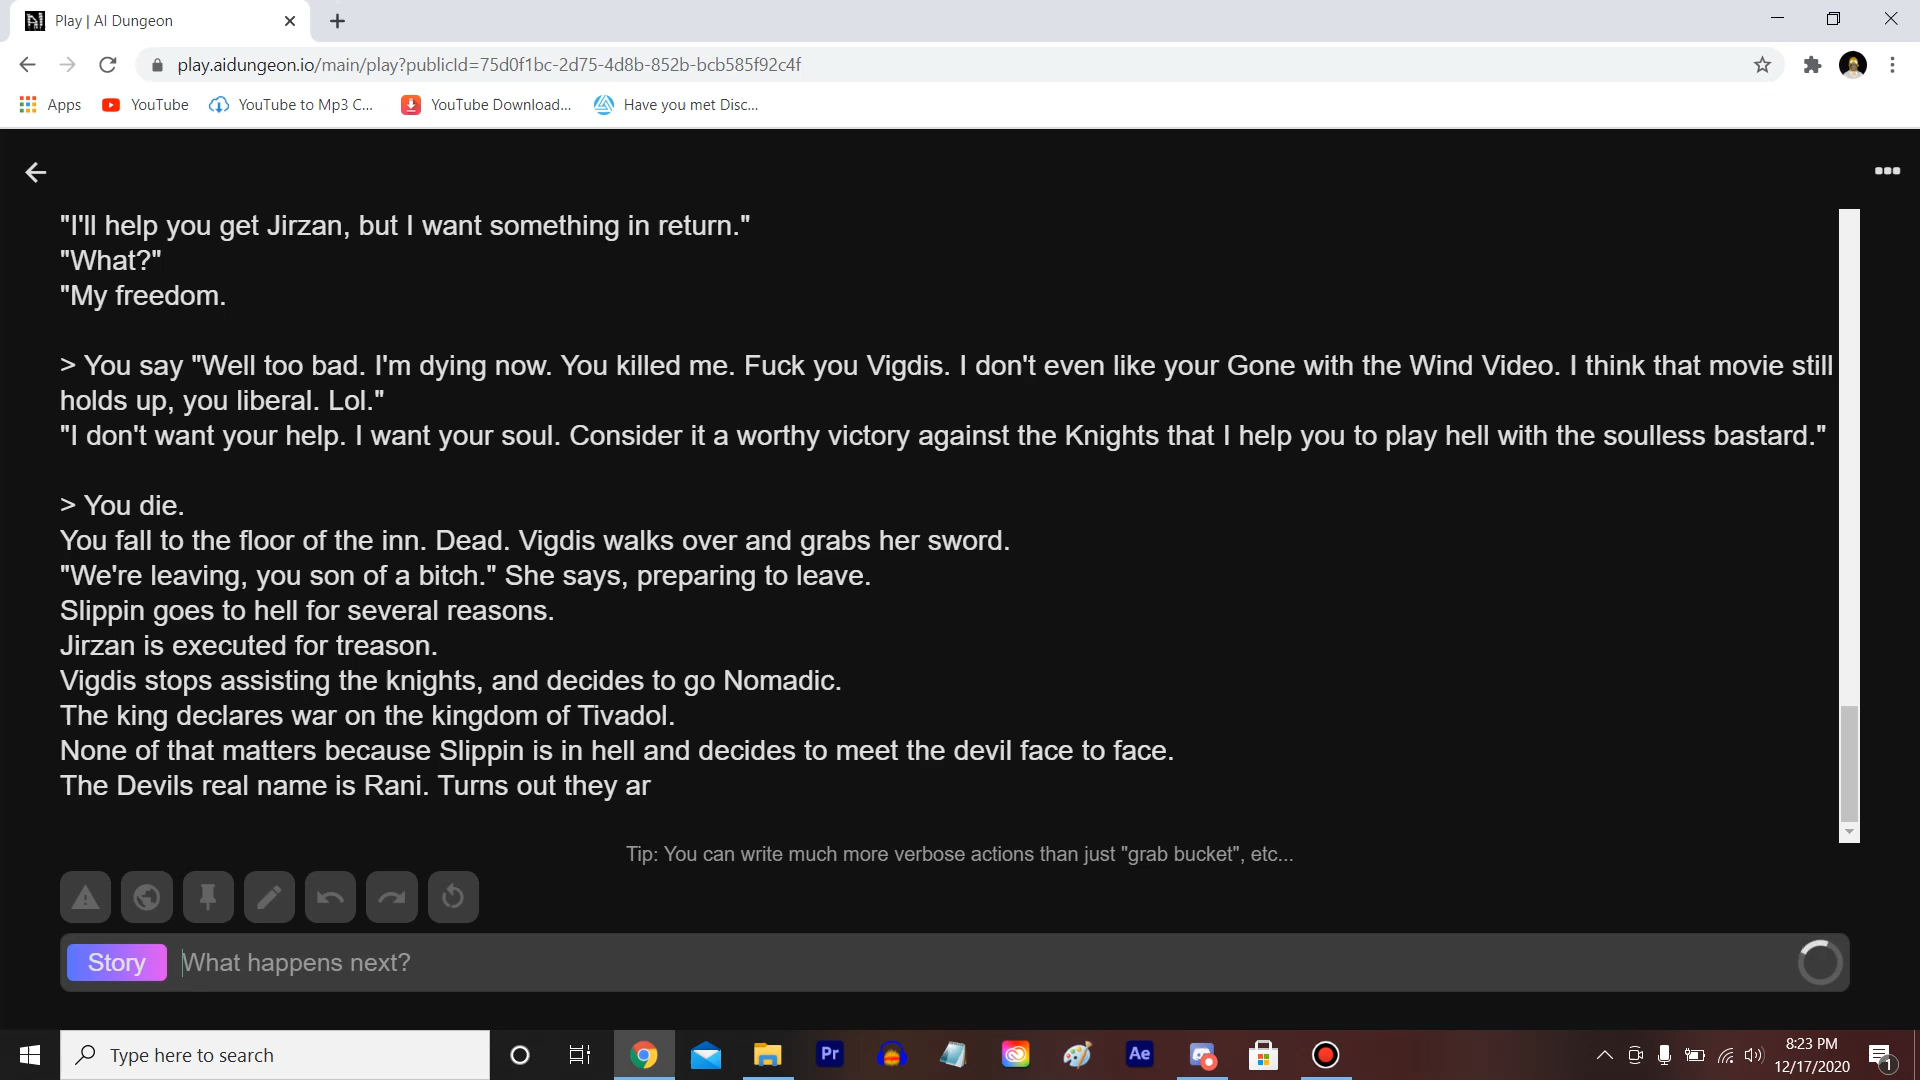 Play | AI Dungeon
play.aidungeon.io/main/play?publicId=75d0f1bc-2d75-4d8b-852b-bcb585f92c4f
Apps
YouTube
YouTube to Mp3 C...
YouTube Download...
Have you met Disc...
"I'll help you get Jirzan, but I want something in return."
"What?"
"My freedom.
> You say "Well too bad. I'm dying now. You killed me. Fuck you Vigdis. I don't even like your Gone with the Wind Video. I think that movie still
holds up, you liberal. Lol."
"I don't want your help. I want your soul. Consider it a worthy victory against the Knights that I help you to play hell with the soulless bastard."
> You die.
You fall to the floor of the inn. Dead. Vigdis walks over and grabs her sword.
"We're leaving, you son of a bitch." She says, preparing to leave.
Slippin goes to hell for several reasons.
Jirzan is executed for treason.
Vigdis stops assisting the knights, and decides to go Nomadic.
The king declares war on the kingdom of Tivadol.
None of that matters because Slippin is in hell and decides to meet the devil face to face.
The Devils real name is Rani. Turns out they ar
Tip: You can write much more verbose actions than just "grab bucket", etc...
Story
What happens next?
Type here to search
Pr
Ae
8:23 PM
12/17/2020
1